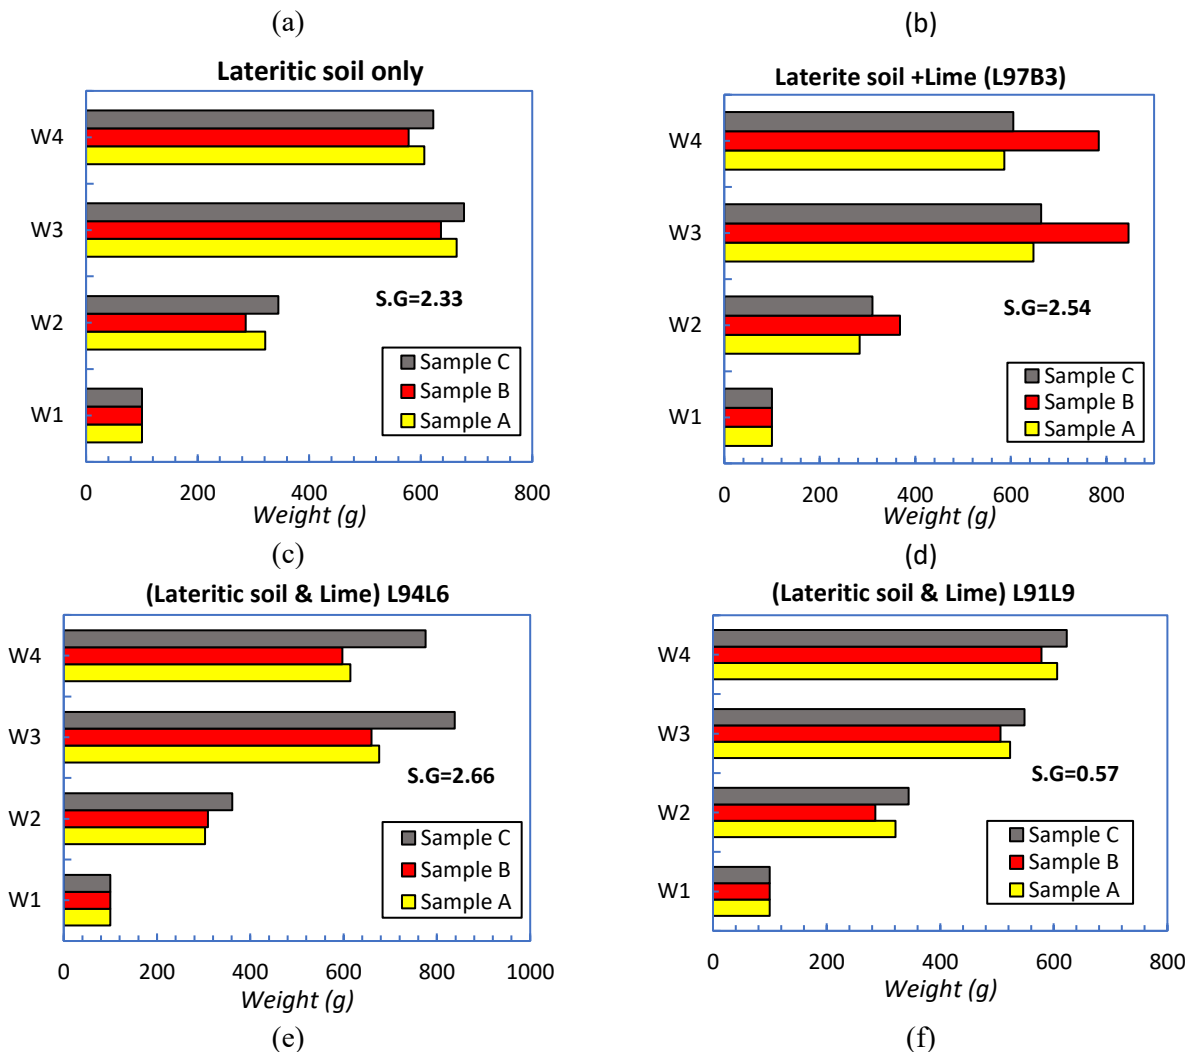 (a)
(b)
Lateritic soil only
W4
W3
W2
W1
S.G=2.33
Sample C
Sample B
Sample A
0 200 400 600 800
Weight (g)
Laterite soil +Lime (L97B3)
W4
W3
W2
W1
S.G=2.54
Sample C
Sample B
Sample A
0 200 400 600 800
Weight (g)
(c)
(d)
(Lateritic soil & Lime) L94L6
W4
W3
W2
W1
S.G=2.66
Sample C
Sample B
Sample A
0 200 400 600 800 1000
Weight (g)
(Lateritic soil & Lime) L91L9
W4
W3
W2
W1
S.G=0.57
Sample C
Sample B
Sample A
0 200 400 600 800
Weight (g)
(e)
(f)